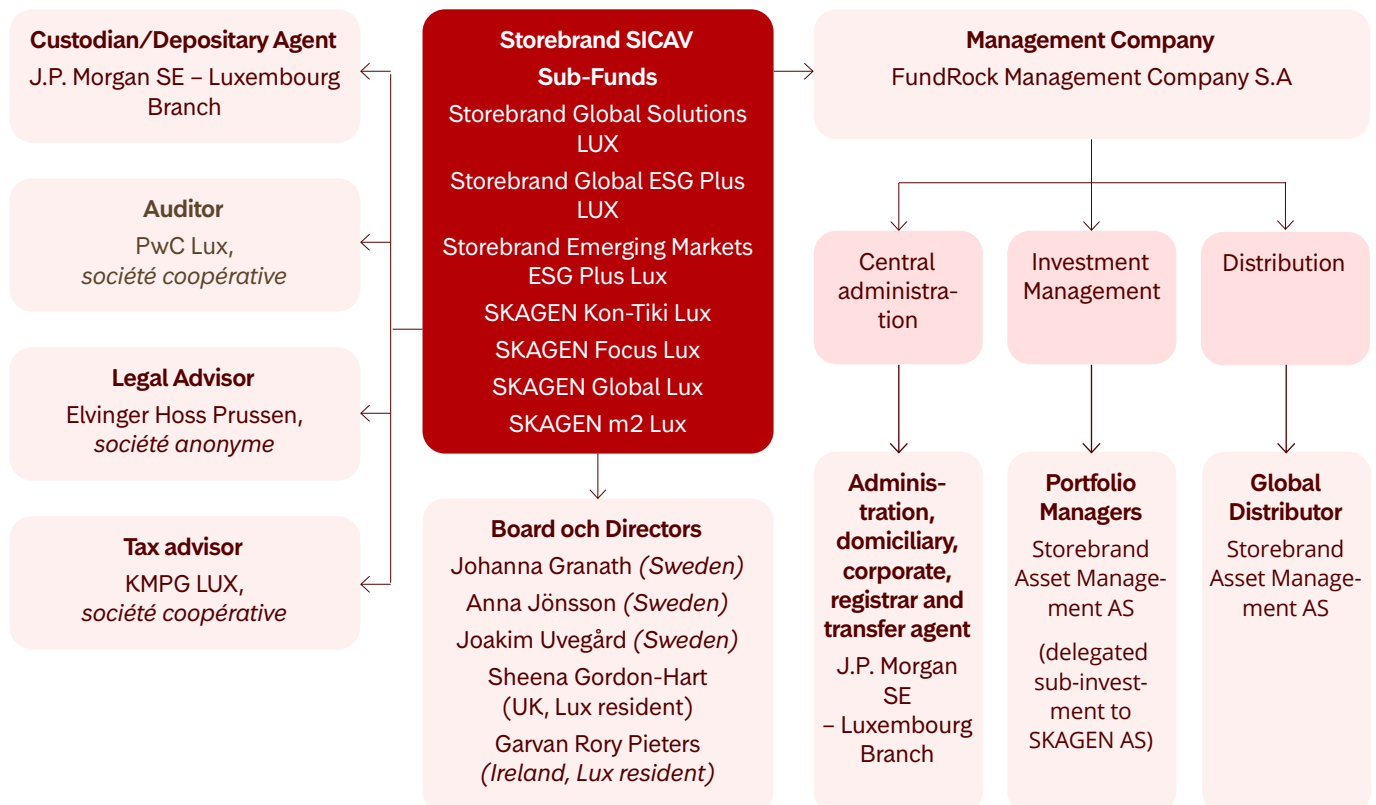 Custodian/Depositary Agent
J.P. Morgan SE – Luxembourg
Branch
Auditor
PwC Lux,
société coopérative
Legal Advisor
Elvinger Hoss Prussen,
société anonyme
Tax advisor
KMPG LUX,
société coopérative
Storebrand SICAV
Sub-Funds
Storebrand Global Solutions
LUX
Storebrand Global ESG Plus
LUX
Storebrand Emerging Markets
ESG Plus Lux
SKAGEN Kon-Tiki Lux
SKAGEN Focus Lux
SKAGEN Global Lux
SKAGEN m2 Lux
Board och Directors
Johanna Granath (Sweden)
Anna Jönsson (Sweden)
Joakim Uvegård (Sweden)
Sheena Gordon-Hart
(UK, Lux resident)
Garvan Rory Pieters
(Ireland, Lux resident)
Management Company
FundRock Management Company S.A
Central
administra-
tion
Investment
Management
Distribution
Adminis-
tration,
domiciliary,
corporate,
registrar and
transfer agent
J.P. Morgan
SE
– Luxembourg
Branch
Portfolio
Managers
Storebrand
Asset Manage-
ment AS
(delegated
sub-invest-
ment to
SKAGEN AS)
Global
Distributor
Storebrand
Asset Manage-
ment AS